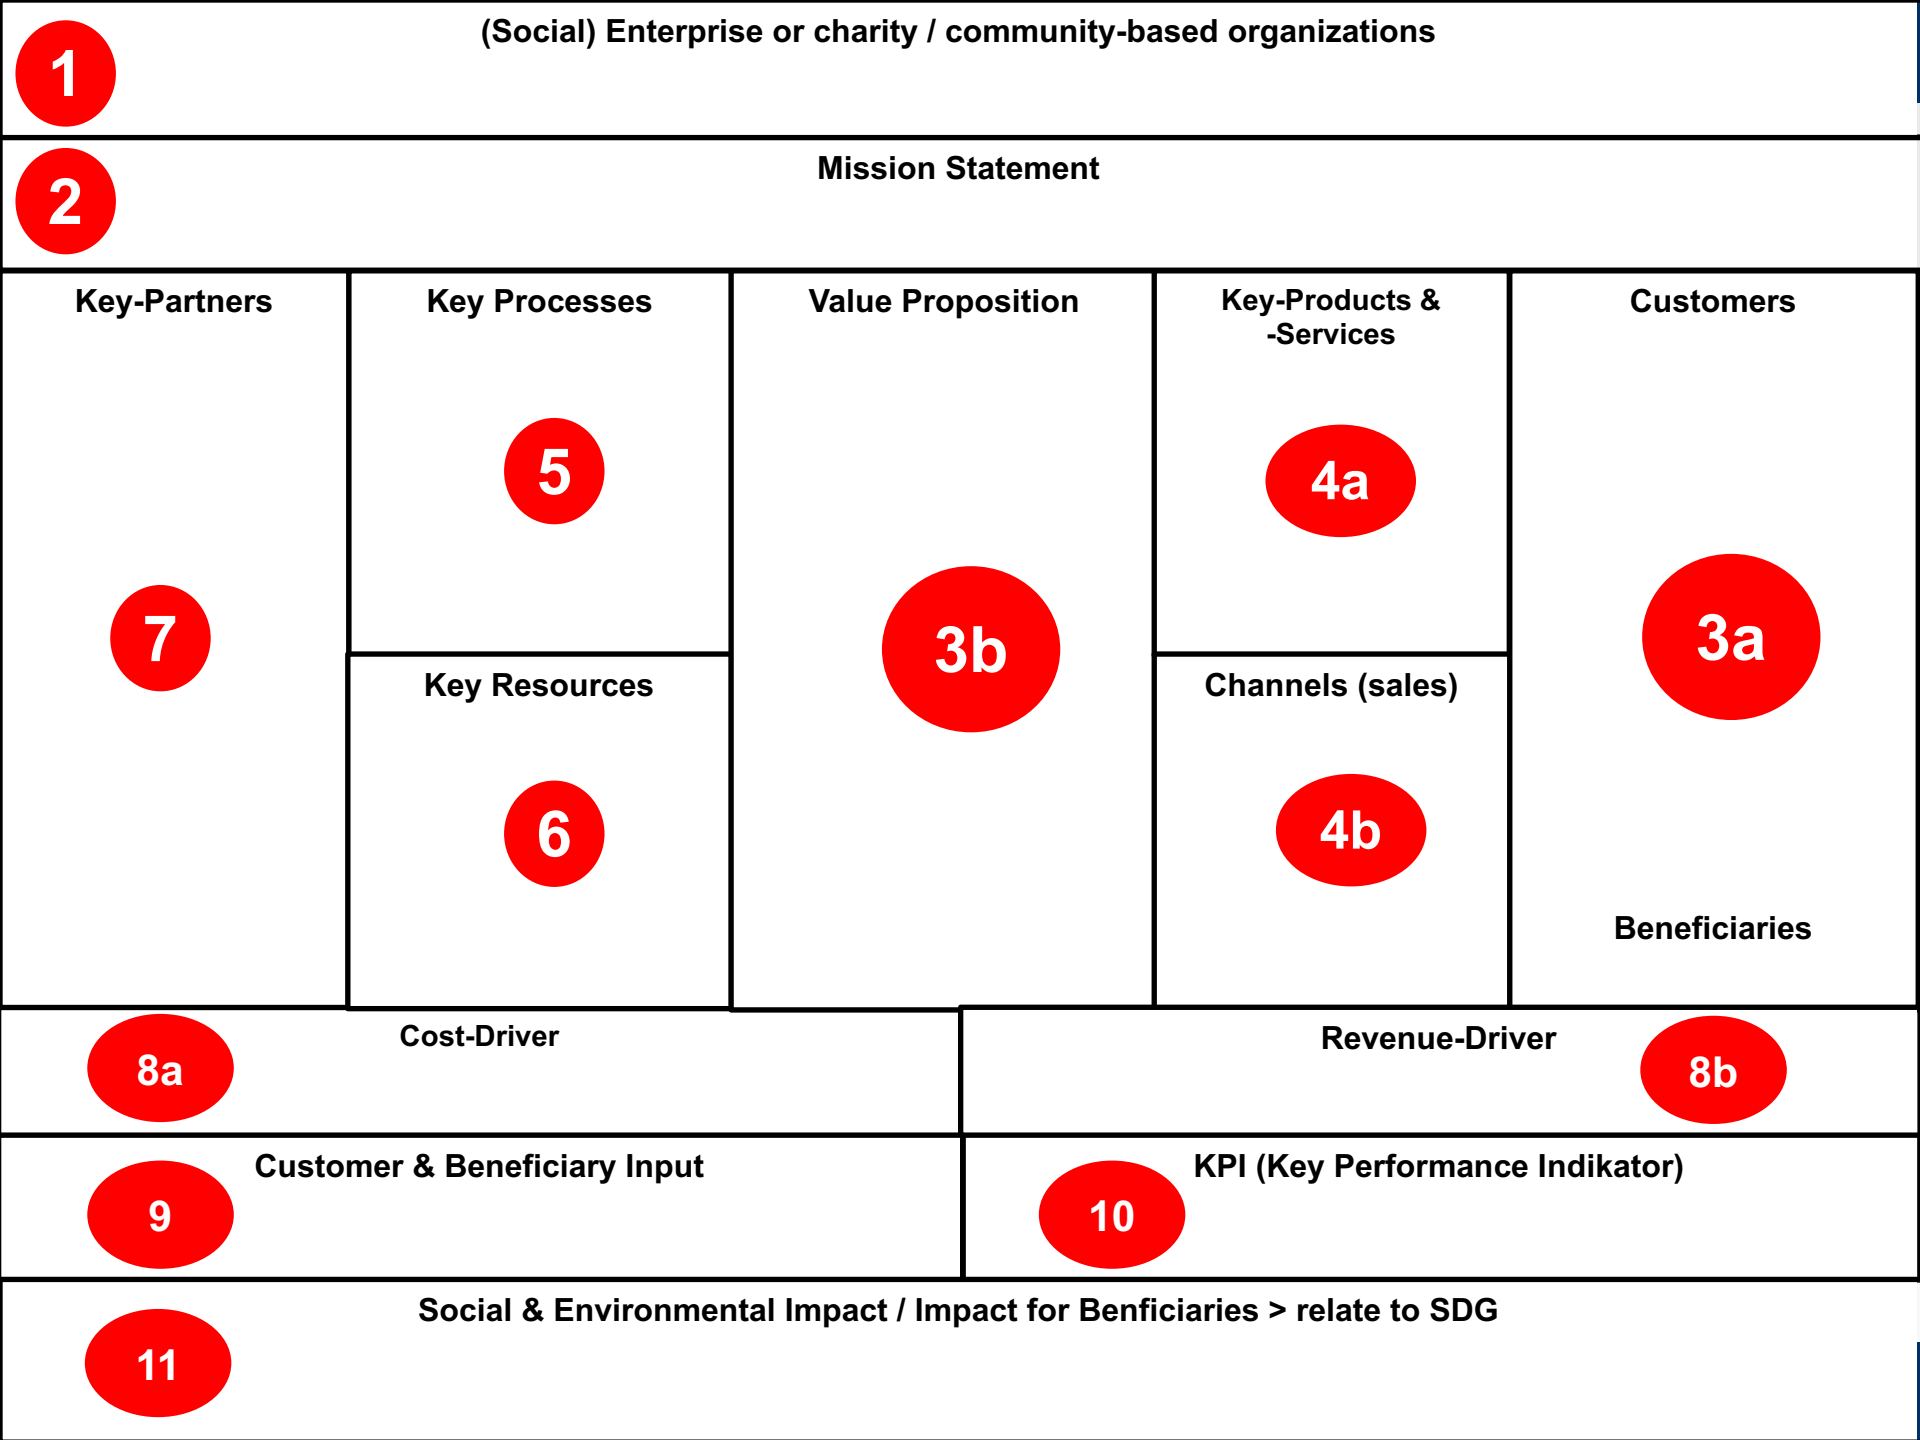 (Social) Enterprise or charity / community-based organizations
1
Mission Statement
2
Key-Partners
7
Key Processes
5
Key Resources
6
Value Proposition
3b
Key-Products &
-Services
4a
Channels (sales)
4b
Customers
3a
Beneficiaries
Cost-Driver
8a
Revenue-Driver
8b
Customer & Beneficiary Input
9
KPI (Key Performance Indikator)
10
Social & Environmental Impact / Impact for Benficiaries > relate to SDG
11